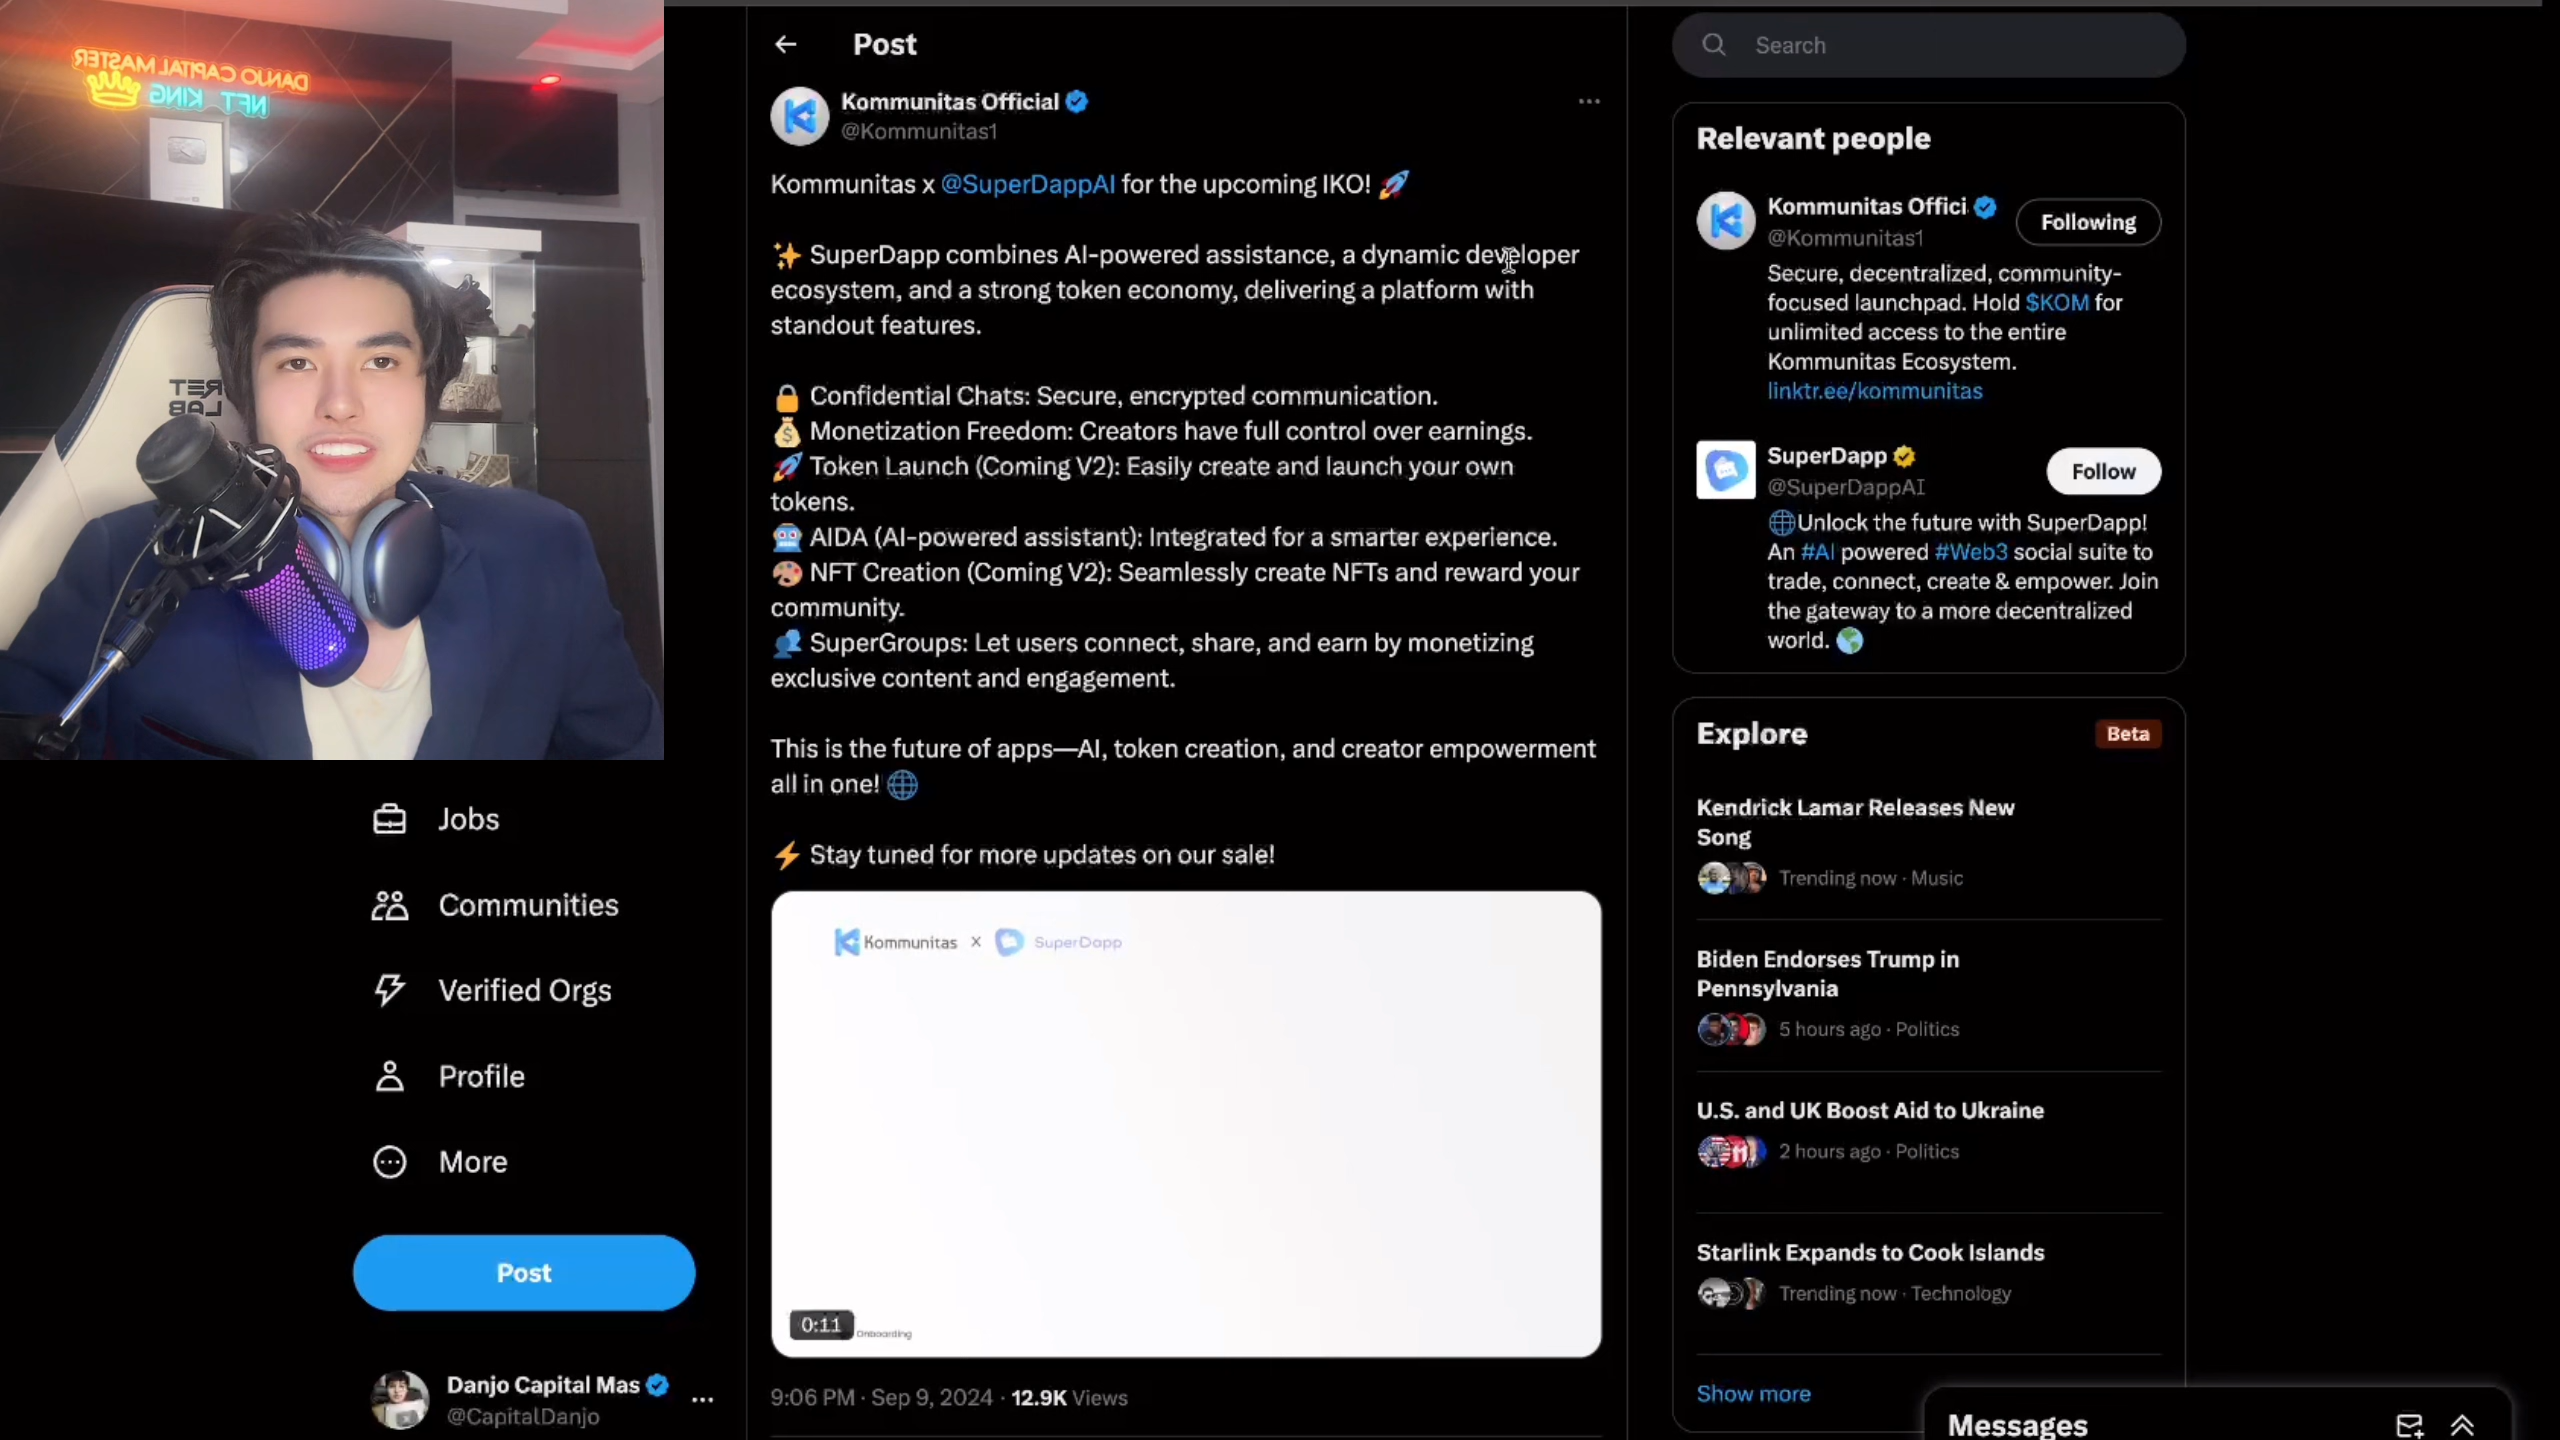 DANJO CAPITAL MASTER
NFT KING
RET
LAB
Jobs
Communities
Verified Orgs
Profile
More
Post
Danjo Capital Mas
@CapitalDanjo
Post
Kommunitas Official
@Kommunitas1
Kommunitas x @SuperDappAI for the upcoming IKO! 🚀
✨ SuperDapp combines AI-powered assistance, a dynamic developer
ecosystem, and a strong token economy, delivering a platform with
standout features.
🔒 Confidential Chats: Secure, encrypted communication.
💰 Monetization Freedom: Creators have full control over earnings.
🚀 Token Launch (Coming V2): Easily create and launch your own
tokens.
🤖 AIDA (AI-powered assistant): Integrated for a smarter experience.
🎨 NFT Creation (Coming V2): Seamlessly create NFTs and reward your
community.
👥 SuperGroups: Let users connect, share, and earn by monetizing
exclusive content and engagement.
This is the future of apps—AI, token creation, and creator empowerment
all in one! 🌐
⚡ Stay tuned for more updates on our sale!
Kommunitas x SuperDapp
0:11
Onboarding
9:06 PM · Sep 9, 2024 · 12.9K Views
Search
Relevant people
Kommunitas Offici
@Kommunitas1
Following
Secure, decentralized, community-
focused launchpad. Hold $KOM for
unlimited access to the entire
Kommunitas Ecosystem.
linktr.ee/kommunitas
SuperDapp
@SuperDappAI
Follow
🌐Unlock the future with SuperDapp!
An #AI powered #Web3 social suite to
trade, connect, create & empower. Join
the gateway to a more decentralized
world. 🌎
Explore
Beta
Kendrick Lamar Releases New
Song
Trending now · Music
Biden Endorses Trump in
Pennsylvania
5 hours ago · Politics
U.S. and UK Boost Aid to Ukraine
2 hours ago · Politics
Starlink Expands to Cook Islands
Trending now · Technology
Show more
Messages